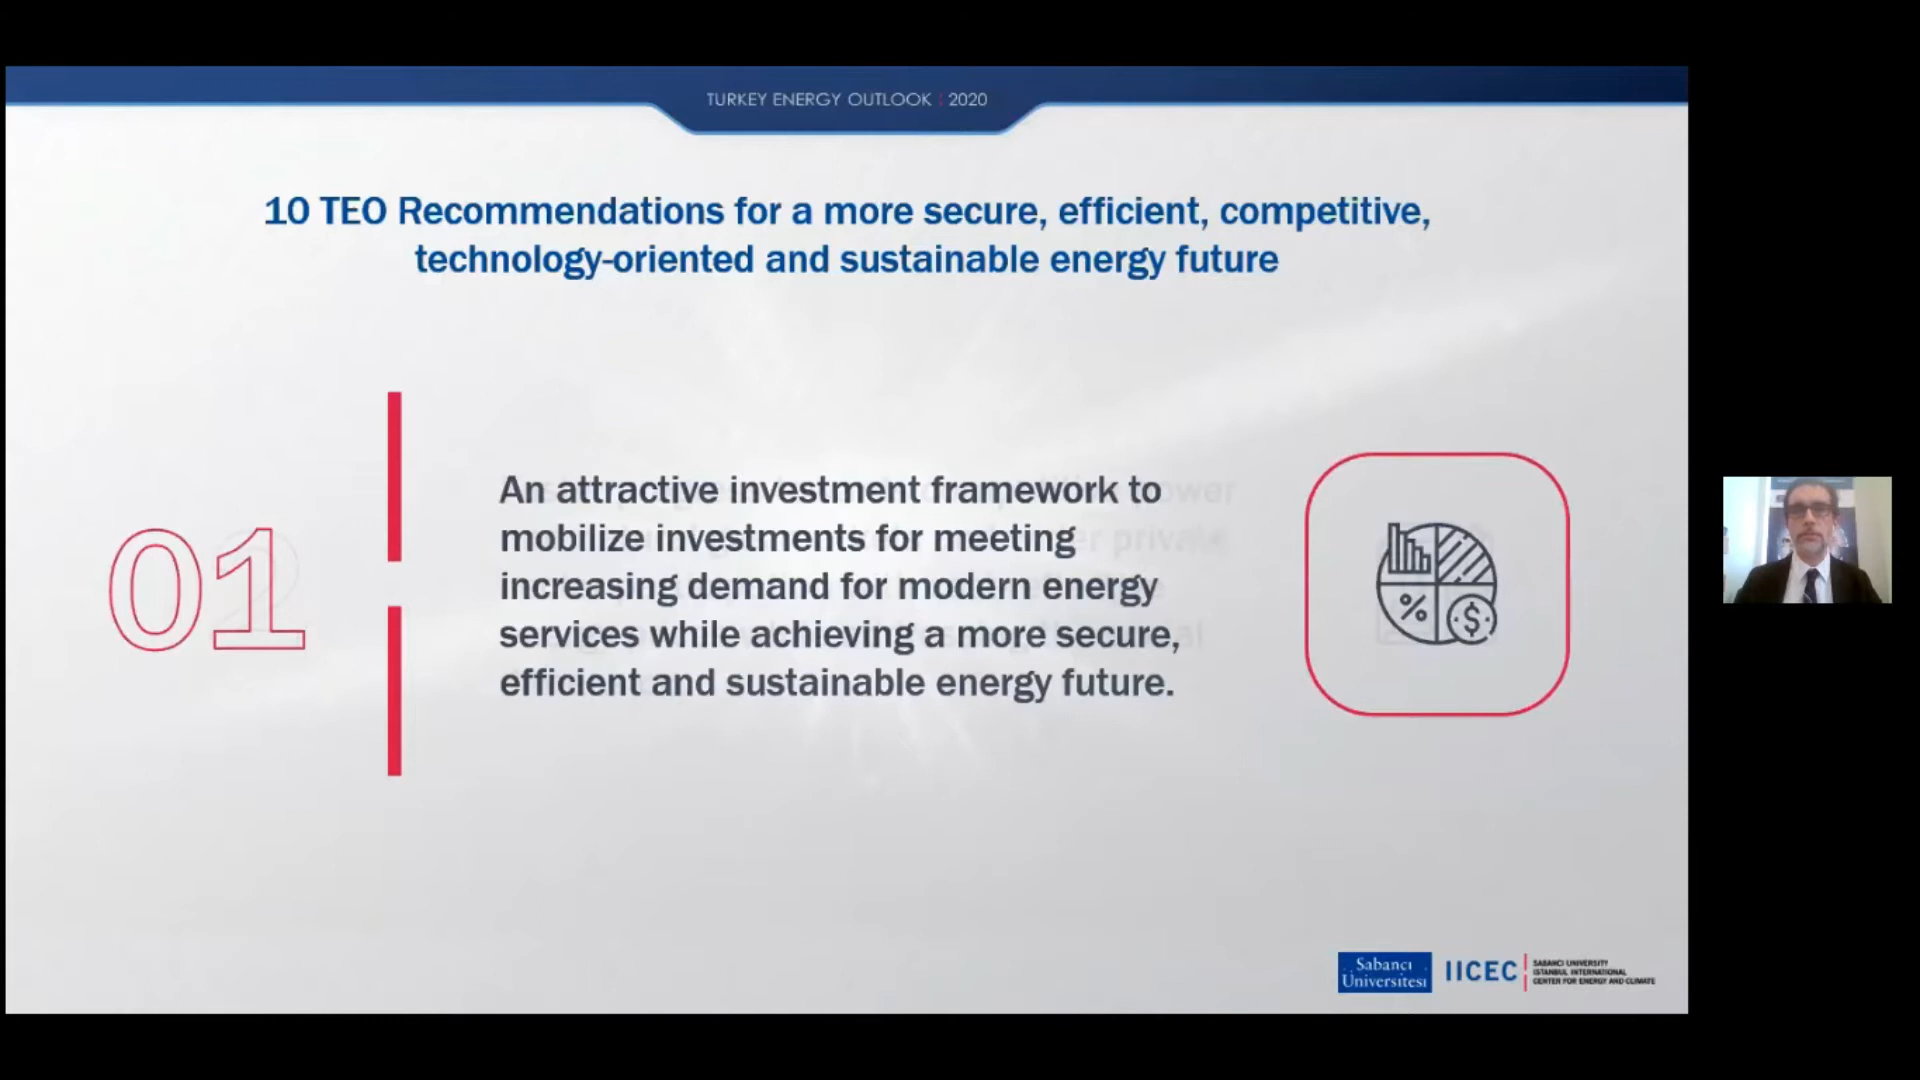 TURKEY ENERGY OUTLOOK | 2020
10 TEO Recommendations for a more secure, efficient, competitive,
technology-oriented and sustainable energy future
01
An attractive investment framework to
mobilize investments for meeting
increasing demand for modern energy
services while achieving a more secure,
efficient and sustainable energy future.
%
$
Sabancı
Üniversitesi
IICEC
SABANCI UNIVERSITY
ISTANBUL INTERNATIONAL
CENTER FOR ENERGY AND CLIMATE